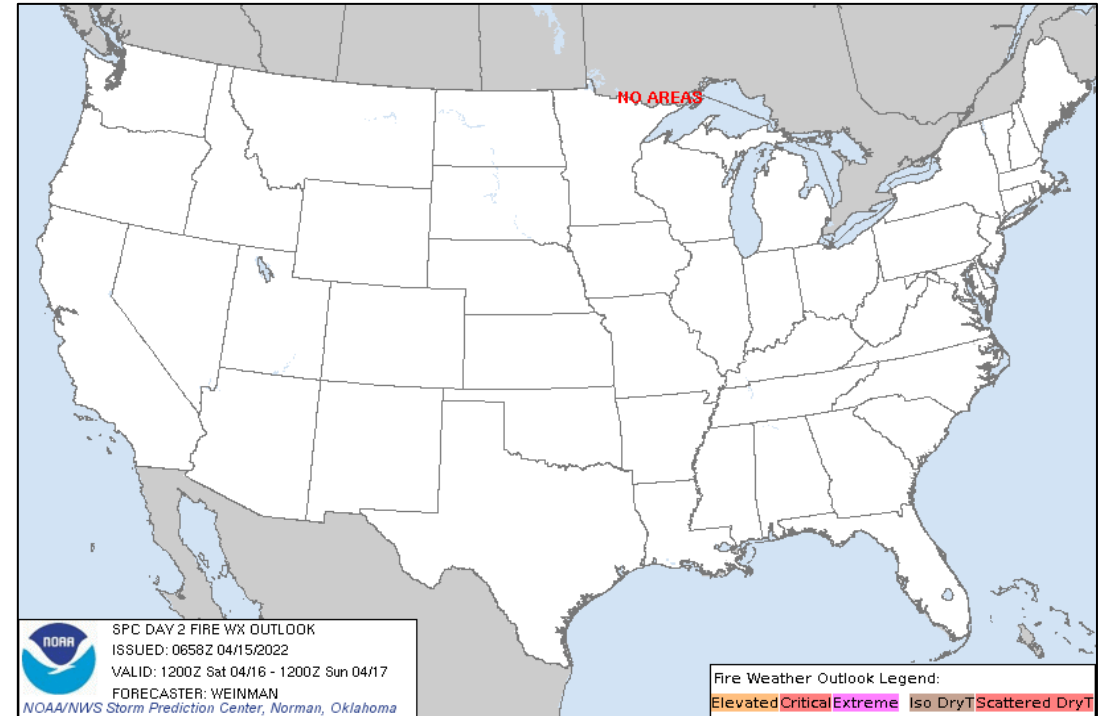 NO AREAS
NOAA
SPC DAY 2 FIRE WX OUTLOOK
ISSUED: 0658Z 04/15/2022
VALID: 1200Z Sat 04/16 - 1200Z Sun 04/17
FORECASTER: WEINMAN
NOAA/NWS Storm Prediction Center, Norman, Oklahoma
Fire Weather Outlook Legend:
Elevated Critical Extreme Iso DryT Scattered DryT